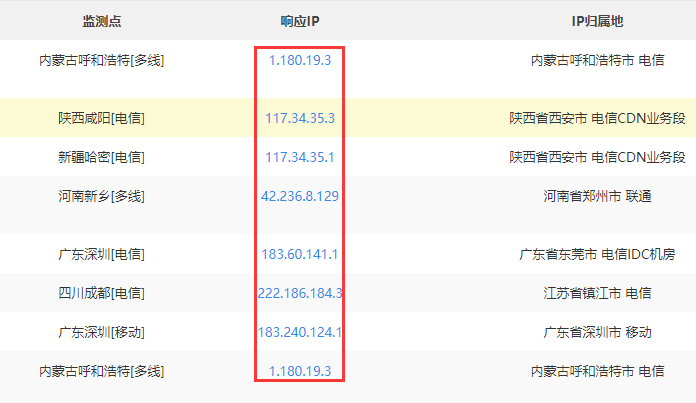 监测点 响应IP IP归属地
内蒙古呼和浩特[多线] 1.180.19.3 内蒙古呼和浩特市 电信
陕西咸阳[电信] 117.34.35.3 陕西省西安市 电信CDN业务段
新疆哈密[电信] 117.34.35.1 陕西省西安市 电信CDN业务段
河南新乡[多线] 42.236.8.129 河南省郑州市 联通
广东深圳[电信] 183.60.141.1 广东省东莞市 电信IDC机房
四川成都[电信] 222.186.184.3 江苏省镇江市 电信
广东深圳[移动] 183.240.124.1 广东省深圳市 移动
内蒙古呼和浩特[多线] 1.180.19.3 内蒙古呼和浩特市 电信